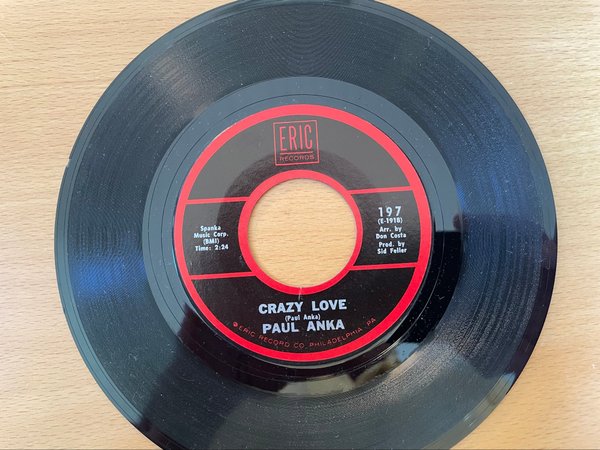 ERIC
RECORDS
Spanka
Music Corp.
(BMI)
Time: 2:24
197
(E-1918)
Arr. by
Don Costa
Prod. by
Sid Feller
CRAZY LOVE
(Paul Anka)
PAUL ANKA
©ERIC RECORD CO. PHILADELPHIA, PA